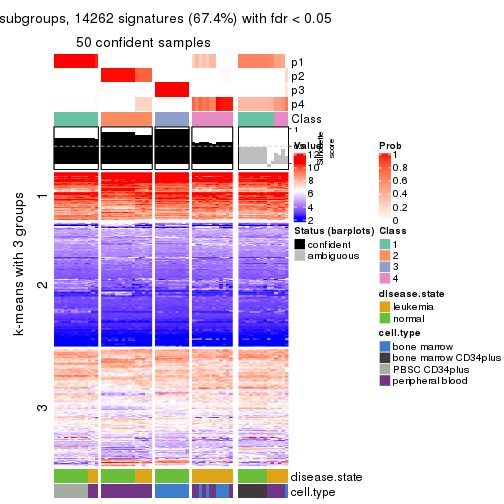 subgroups, 14262 signatures (67.4%) with fdr < 0.05
50 confident samples
p1
p2
p3
p4
Class
1
Silhouette
score
k-means with 3 groups
1
2
3
disease.state
cell.type
Value
12
10
8
6
4
2
Status (barplots)
confident
ambiguous
Prob
1
0.8
0.6
0.4
0.2
0
Class
1
2
3
4
disease.state
leukemia
normal
cell.type
bone marrow
bone marrow CD34plus
PBSC CD34plus
peripheral blood